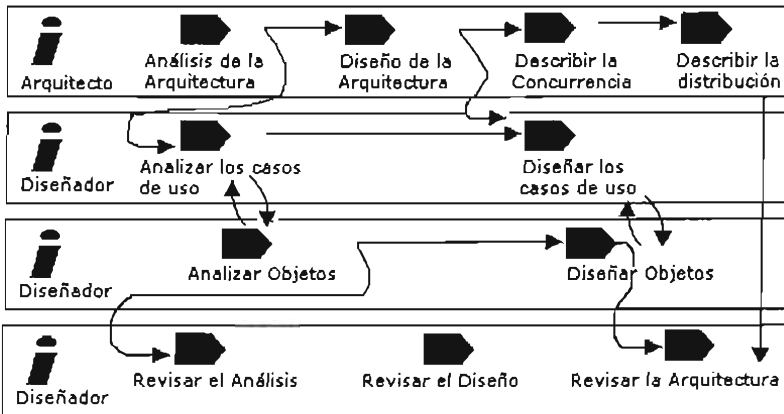 Arquitecto
Análisis de la
Arquitectura
Diseño de la
Arquitectura
Describir la
Concurrencia
Describir la
distribución
Diseñador
Analizar los casos
de uso
Diseñar los
casos de uso
Diseñador
Analizar Objetos
Diseñar Objetos
Diseñador
Revisar el Análisis
Revisar el Diseño
Revisar la Arquitectura